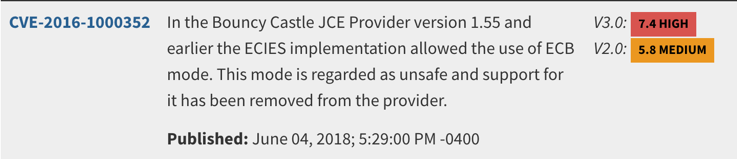 CVE-2016-1000352 In the Bouncy Castle JCE Provider version 1.55 and V3.0: 7.4 HIGH
earlier the ECIES implementation allowed the use of ECB V2.0: 5.8 MEDIUM
mode. This mode is regarded as unsafe and support for
it has been removed from the provider.
Published: June 04, 2018; 5:29:00 PM -0400